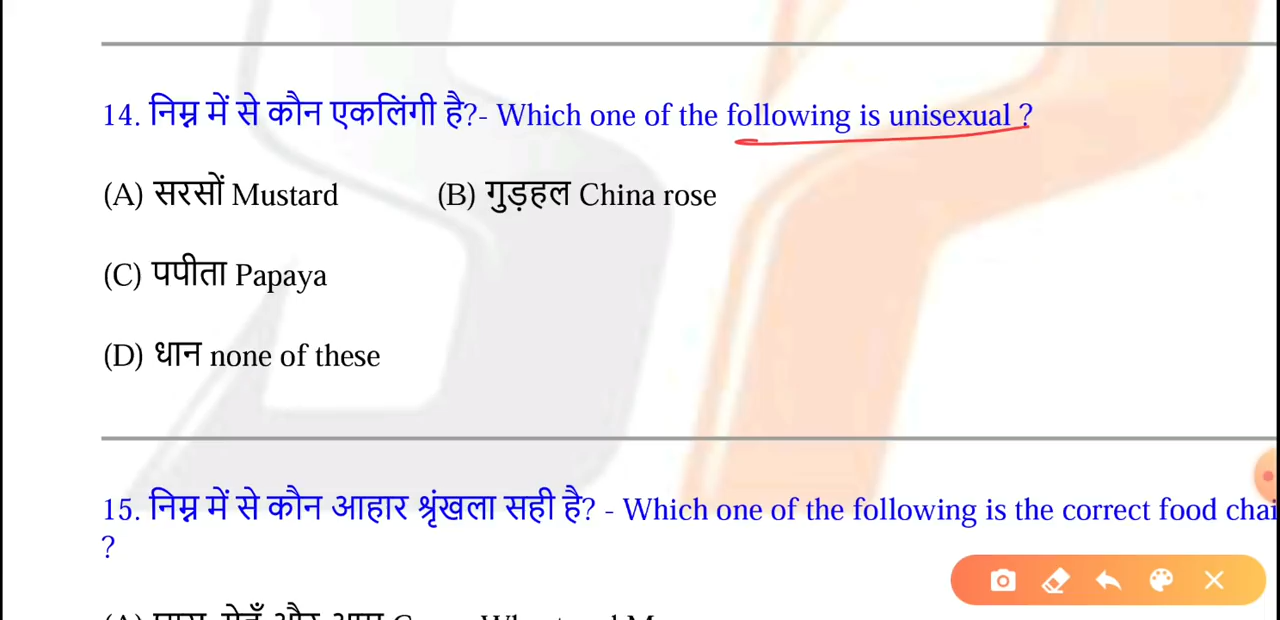 14. निम्न में से कौन एकलिंगी है?- Which one of the following is unisexual ?
(A) सरसों Mustard (B) गुड़हल China rose
(C) पपीता Papaya
(D) धान none of these
15. निम्न में से कौन आहार श्रृंखला सही है? - Which one of the following is the correct food chai
?